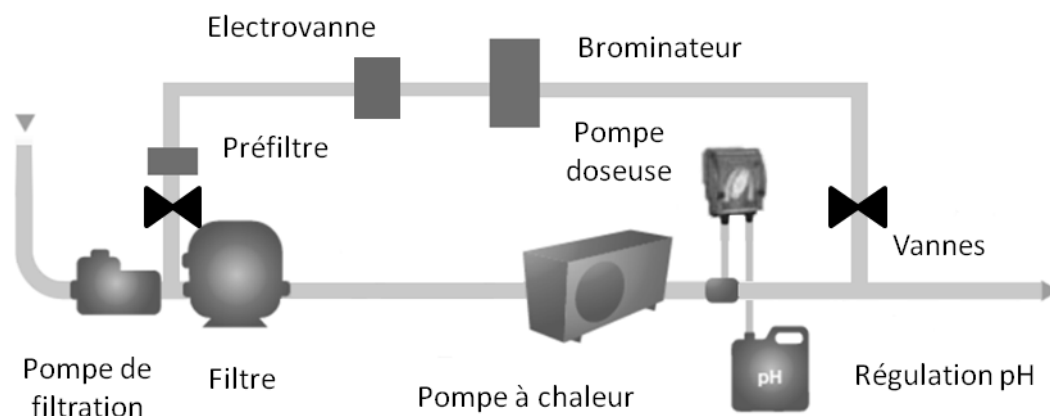 Electrovanne
Brominateur
Préfiltre
Pompe
doseuse
Vannes
Pompe de
filtration
Filtre
Pompe à chaleur
pH
Régulation pH